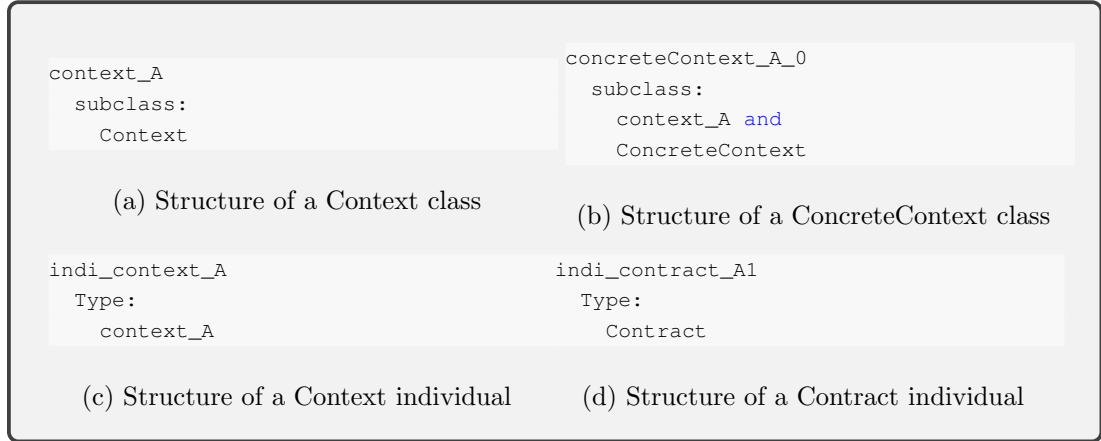 context_A
  subclass:
    Context
(a) Structure of a Context class
concreteContext_A_0
  subclass:
    context_A and
    ConcreteContext
(b) Structure of a ConcreteContext class
indi_context_A
  Type:
    context_A
(c) Structure of a Context individual
indi_contract_A1
  Type:
    Contract
(d) Structure of a Contract individual